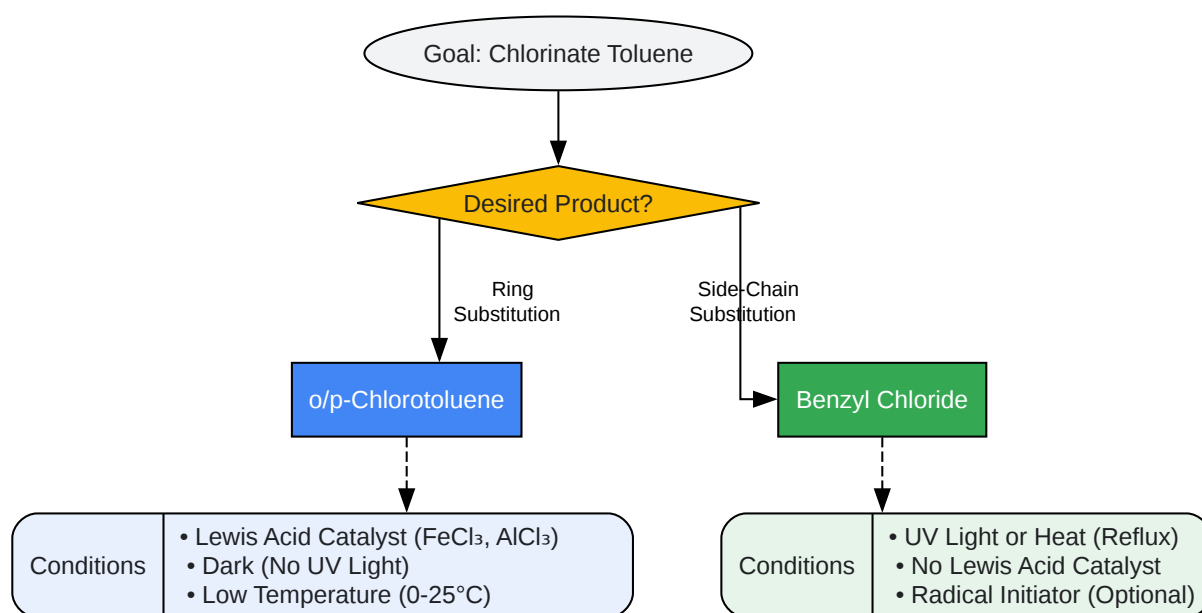 Goal: Chlorinate Toluene
Desired Product?
Ring
Substitution
Side-Chain
Substitution
o/p-Chlorotoluene
Benzyl Chloride
Conditions
• Lewis Acid Catalyst (FeCl₃, AlCl₃)
• Dark (No UV Light)
• Low Temperature (0-25°C)
Conditions
• UV Light or Heat (Reflux)
• No Lewis Acid Catalyst
• Radical Initiator (Optional)